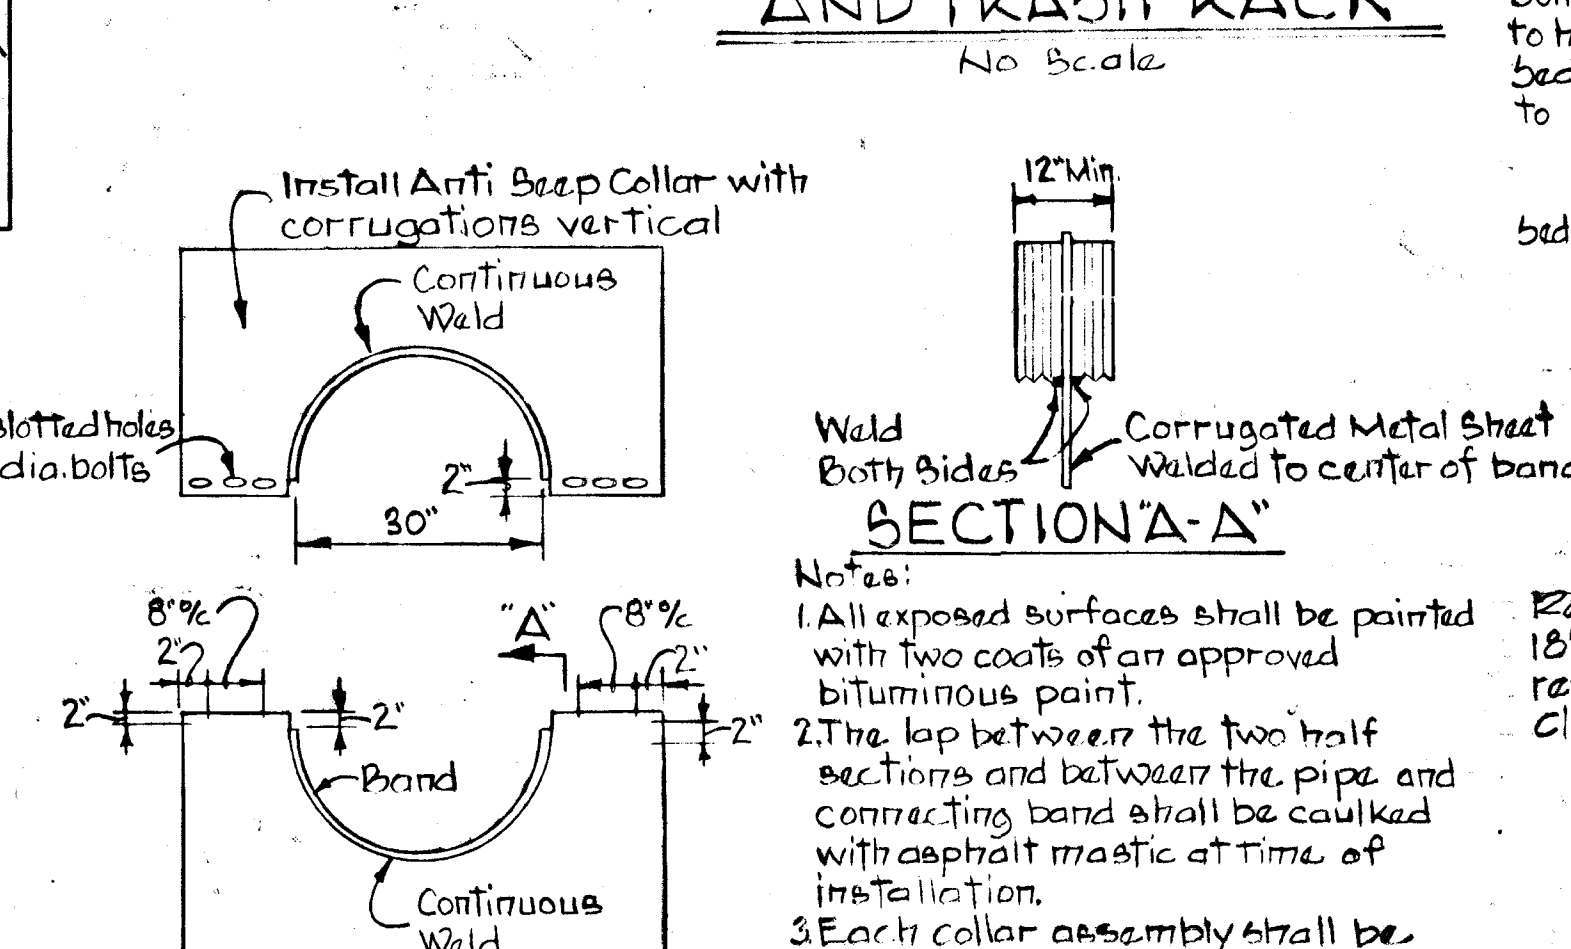 AND TRASH RACK
No Scale
to
bed
to
bed
Install Anti Seep Collar with
corrugations vertical
Continuous
Weld
slotted holes
dia. bolts
2"
30"
12" Min.
Weld
Both Sides
Corrugated Metal Sheet
Welded to center of band
SECTION "A-A"
8" o/c
2"
2"
2"
"A"
8" o/c
2"
2"
Band
Continuous
Weld
Notes:
1. All exposed surfaces shall be painted
with two coats of an approved
bituminous paint.
2. The lap between the two half
sections and between the pipe and
connecting band shall be caulked
with asphalt mastic at time of
installation.
3. Each collar assembly shall be
18"